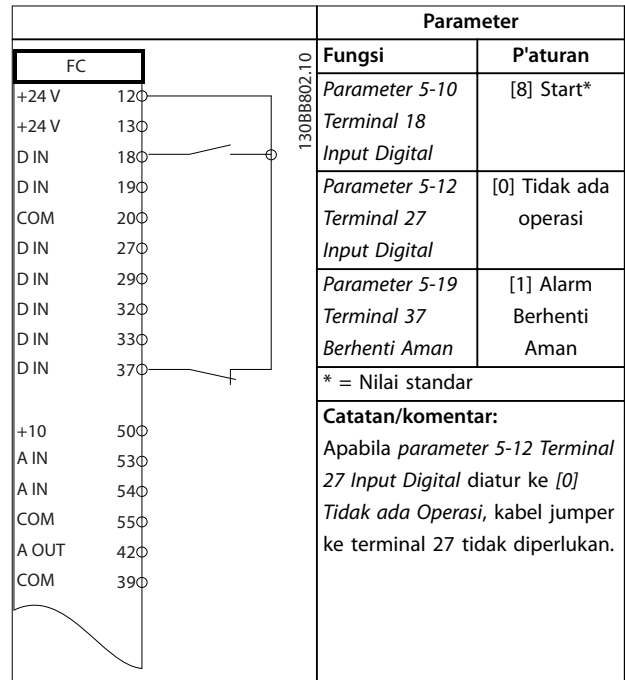 Parameter
FC
130BB802.10
Fungsi P'aturan
+24 V 12
+24 V 13
D IN 18
D IN 19
COM 20
D IN 27
D IN 29
D IN 32
D IN 33
D IN 37
+10 50
A IN 53
A IN 54
COM 55
A OUT 42
COM 39
Parameter 5-10 [8] Start*
Terminal 18
Input Digital
Parameter 5-12 [0] Tidak ada
Terminal 27 operasi
Input Digital
Parameter 5-19 [1] Alarm
Terminal 37 Berhenti
Berhenti Aman Aman
* = Nilai standar
Catatan/komentar:
Apabila parameter 5-12 Terminal
27 Input Digital diatur ke [0]
Tidak ada Operasi, kabel jumper
ke terminal 27 tidak diperlukan.